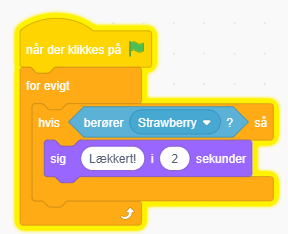 når der klikkes på
for evigt
hvis berører Strawberry ? så
sig Lækkert! i 2 sekunder